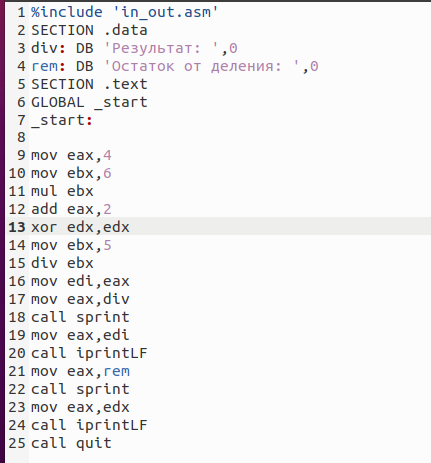 1 %include 'in_out.asm'
2 SECTION .data
3 div: DB 'Результат: ',0
4 rem: DB 'Остаток от деления: ',0
5 SECTION .text
6 GLOBAL _start
7 _start:
8
9 mov eax,4
10 mov ebx,6
11 mul ebx
12 add eax,2
13 xor edx,edx
14 mov ebx,5
15 div ebx
16 mov edi,eax
17 mov eax,div
18 call sprint
19 mov eax,edi
20 call iprintLF
21 mov eax,rem
22 call sprint
23 mov eax,edx
24 call iprintLF
25 call quit